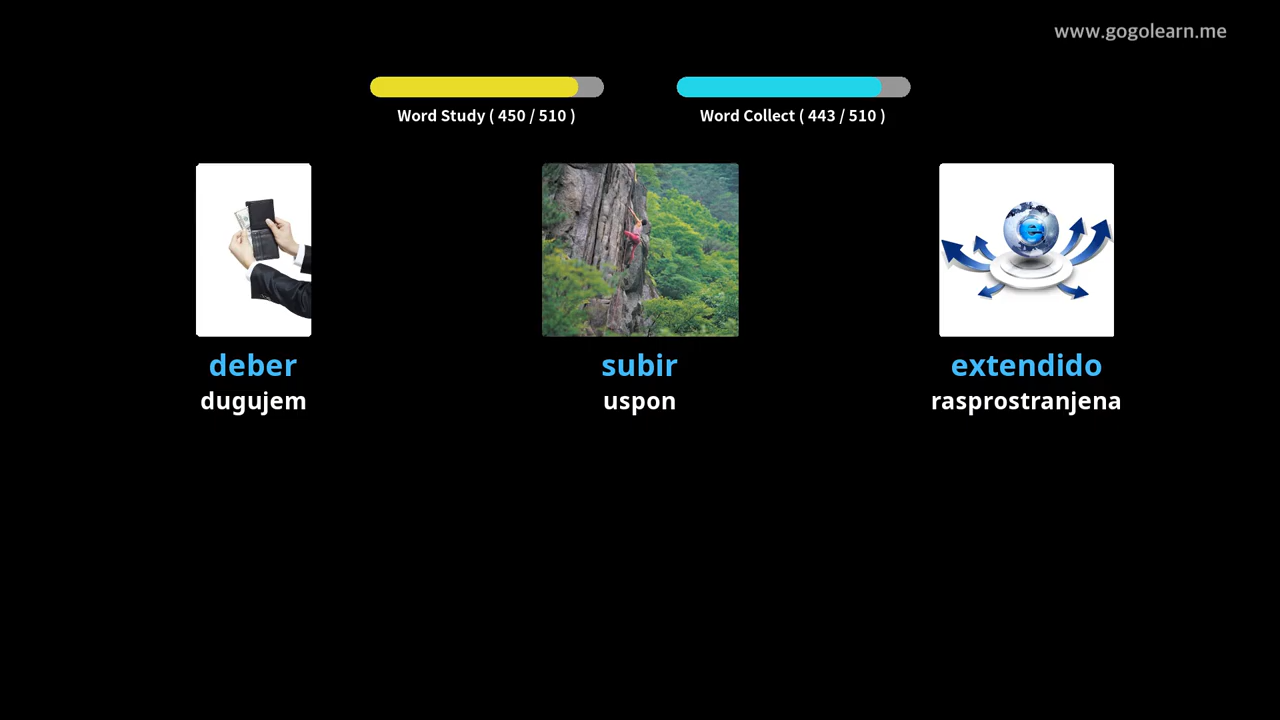 www.gogolearn.me
Word Study ( 450 / 510 )
Word Collect ( 443 / 510 )
deber
dugujem
subir
uspon
extendido
rasprostranjena